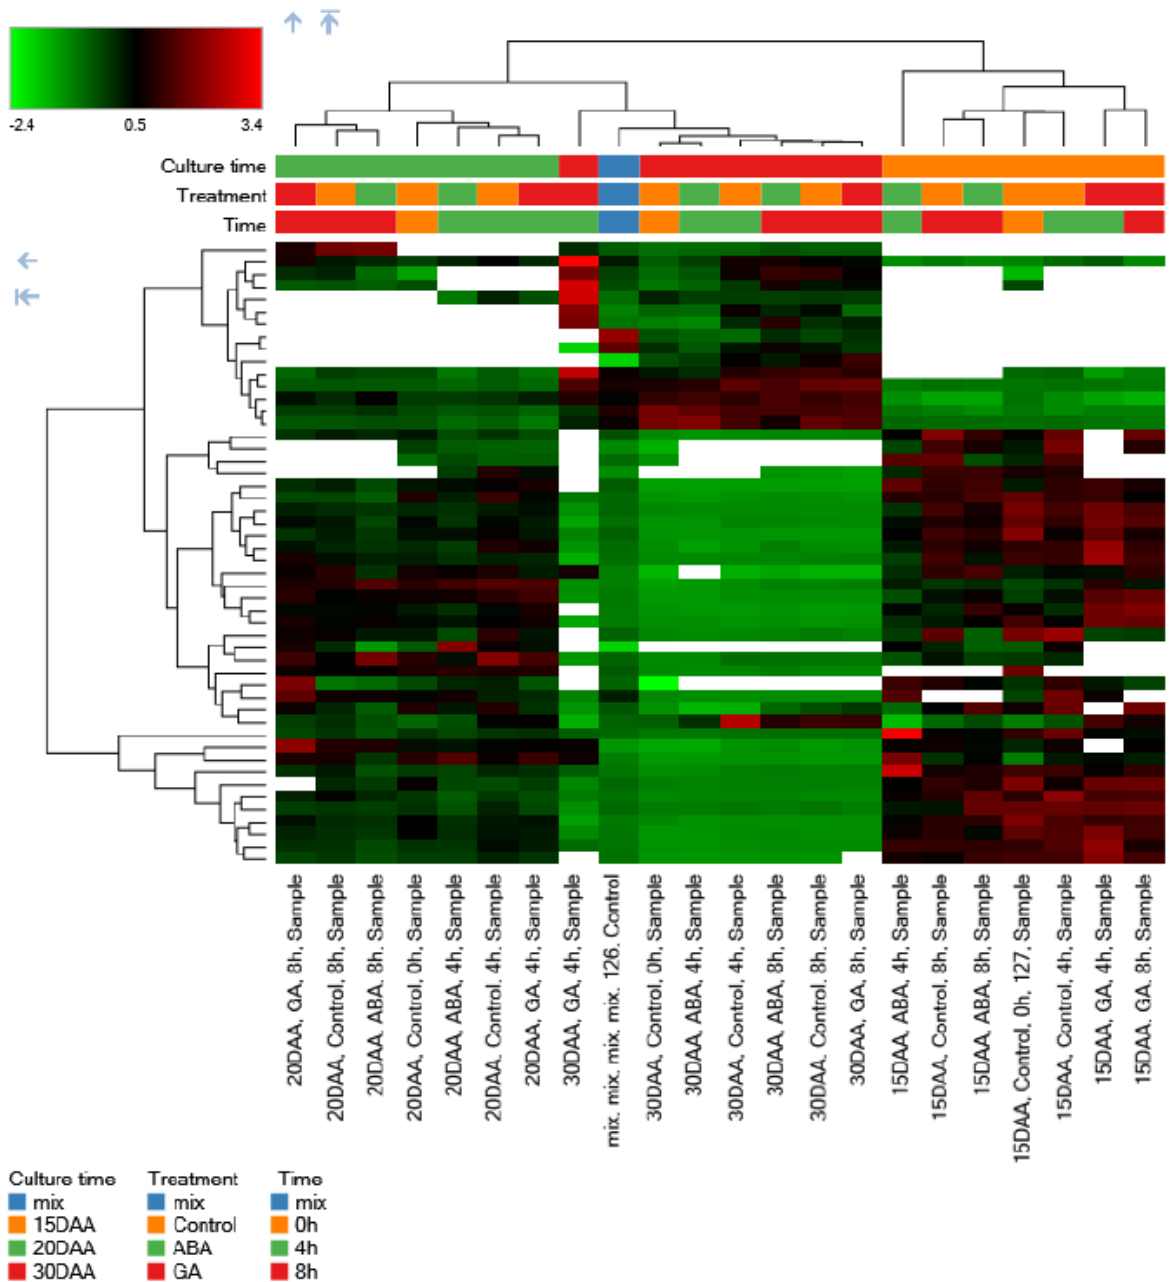 -2.4 0.5 3.4
Culture time
Treatment
Time
20DAA, GA, 8h, Sample
20DAA, Control, 8h, Sample
20DAA, ABA, 8h, Sample
20DAA, Control, 0h, Sample
20DAA, ABA, 4h, Sample
20DAA, Control, 4h, Sample
20DAA, GA, 4h, Sample
30DAA, GA, 4h, Sample
mix, mix, mix, mix, 126, Control
30DAA, Control, 0h, Sample
30DAA, ABA, 4h, Sample
30DAA, Control, 4h, Sample
30DAA, ABA, 8h, Sample
30DAA, Control, 8h, Sample
30DAA, GA, 8h, Sample
15DAA, ABA, 4h, Sample
15DAA, Control, 8h, Sample
15DAA, ABA, 8h, Sample
15DAA, Control, 0h, 127, Sample
15DAA, Control, 4h, Sample
15DAA, GA, 4h, Sample
15DAA, GA, 8h, Sample
Culture time Treatment Time
mix mix mix
15DAA Control 0h
20DAA ABA 4h
30DAA GA 8h